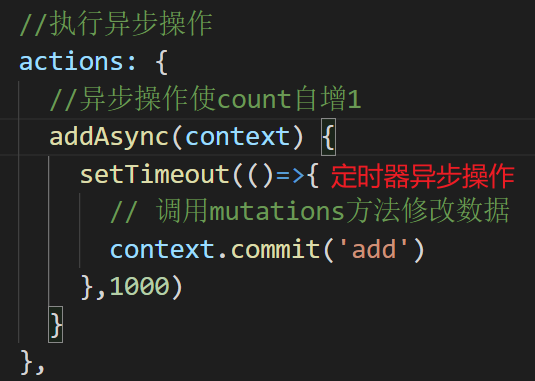 //执行异步操作
actions: {
//异步操作使count自增1
addAsync(context) {
setTimeout(()=>{ 定时器异步操作
// 调用mutations方法修改数据
context.commit('add')
},1000)
}
},